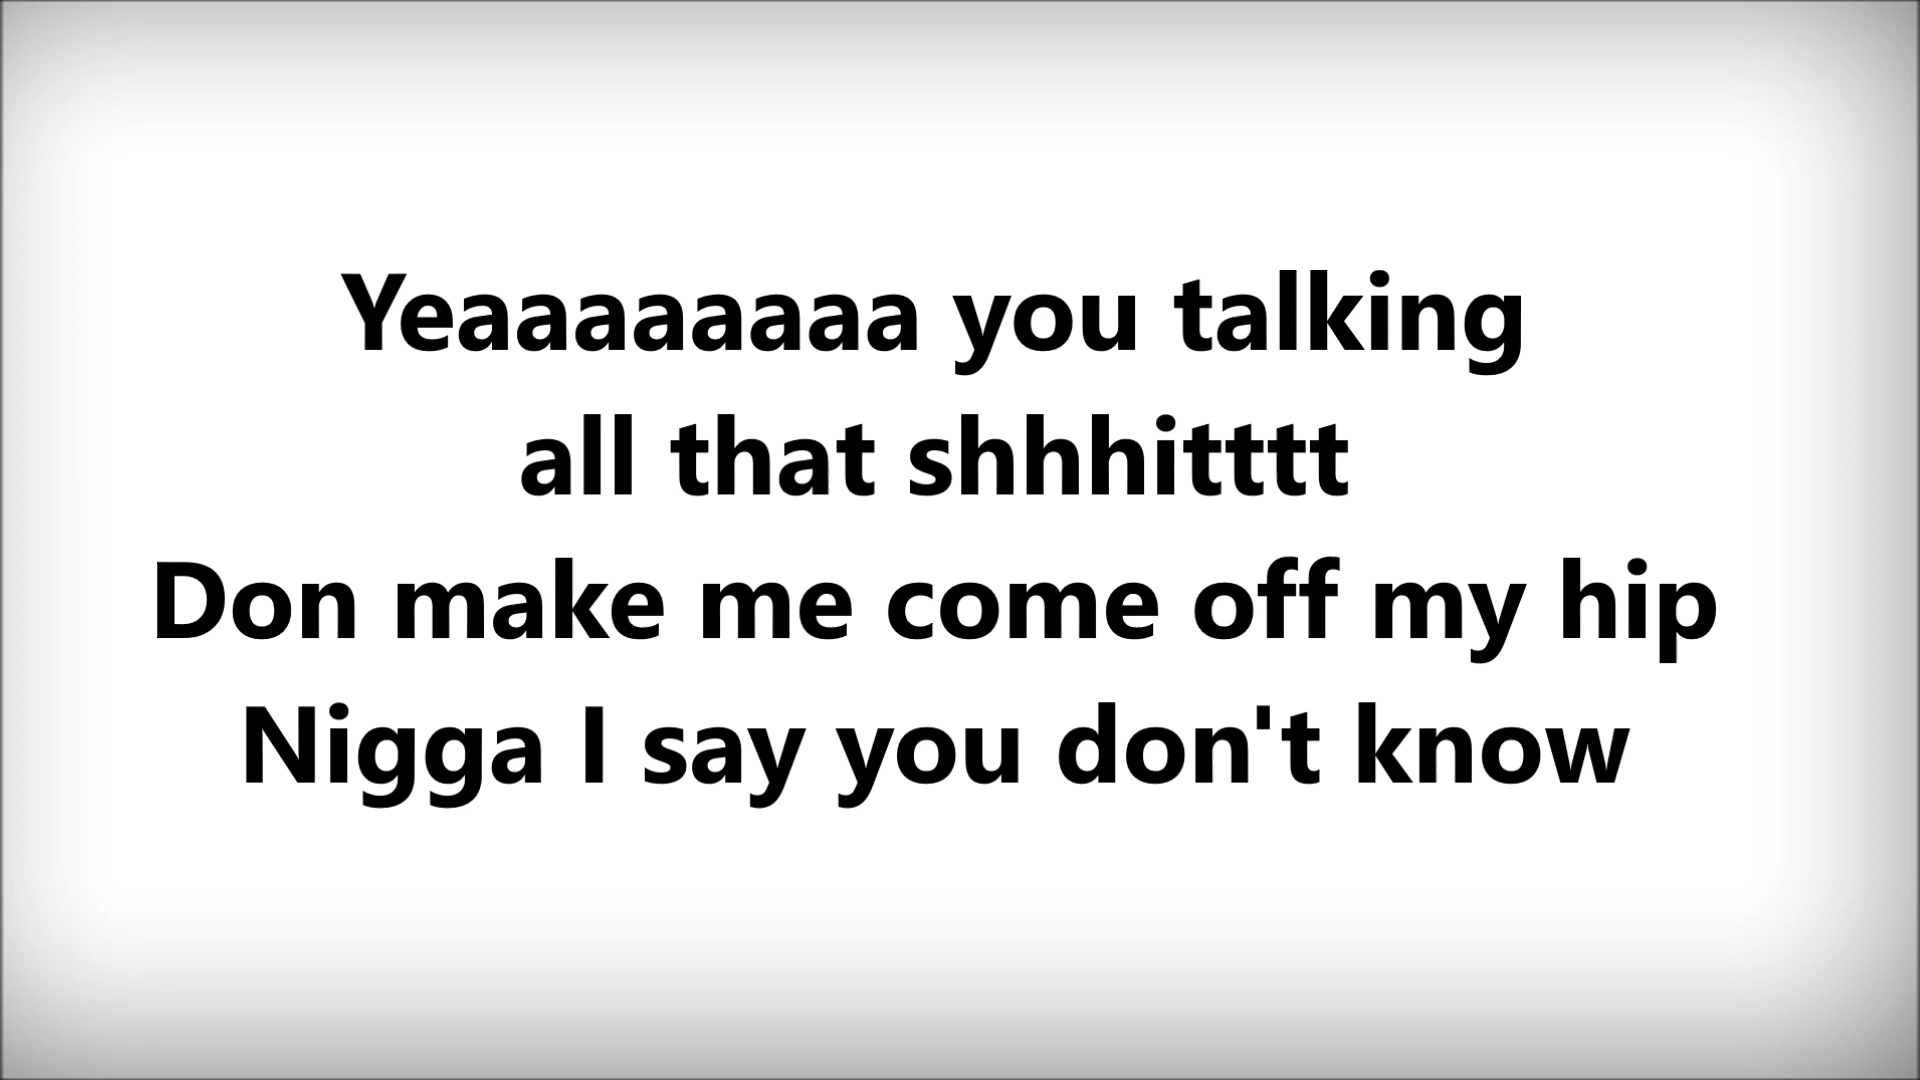 Yeaaaaaaaa you talking
all that shhhitttt
Don make me come off my hip
Nigga I say you don't know